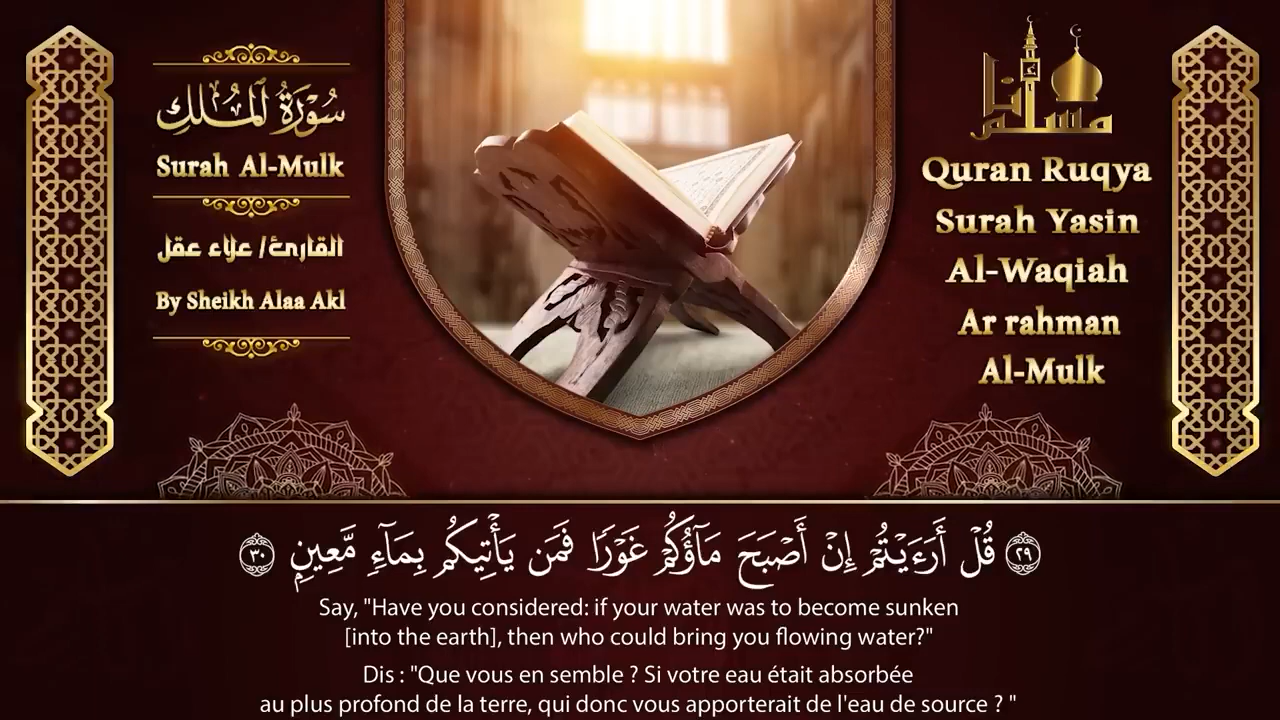 سُورَةُ الْمُلْكِ
Surah Al-Mulk
القارئ/ علاء عقل
By Sheikh Alaa Akl
مسلم أنا
Quran Ruqya
Surah Yasin
Al-Waqiah
Ar rahman
Al-Mulk
٢٩ قُلْ أَرَءَيْتُمْ إِنْ أَصْبَحَ مَآؤُكُمْ غَوْرًا فَمَن يَأْتِيكُم بِمَآءٍ مَّعِينٍ ٣٠
Say, "Have you considered: if your water was to become sunken
[into the earth], then who could bring you flowing water?"
Dis : "Que vous en semble ? Si votre eau était absorbée
au plus profond de la terre, qui donc vous apporterait de l'eau de source ? "